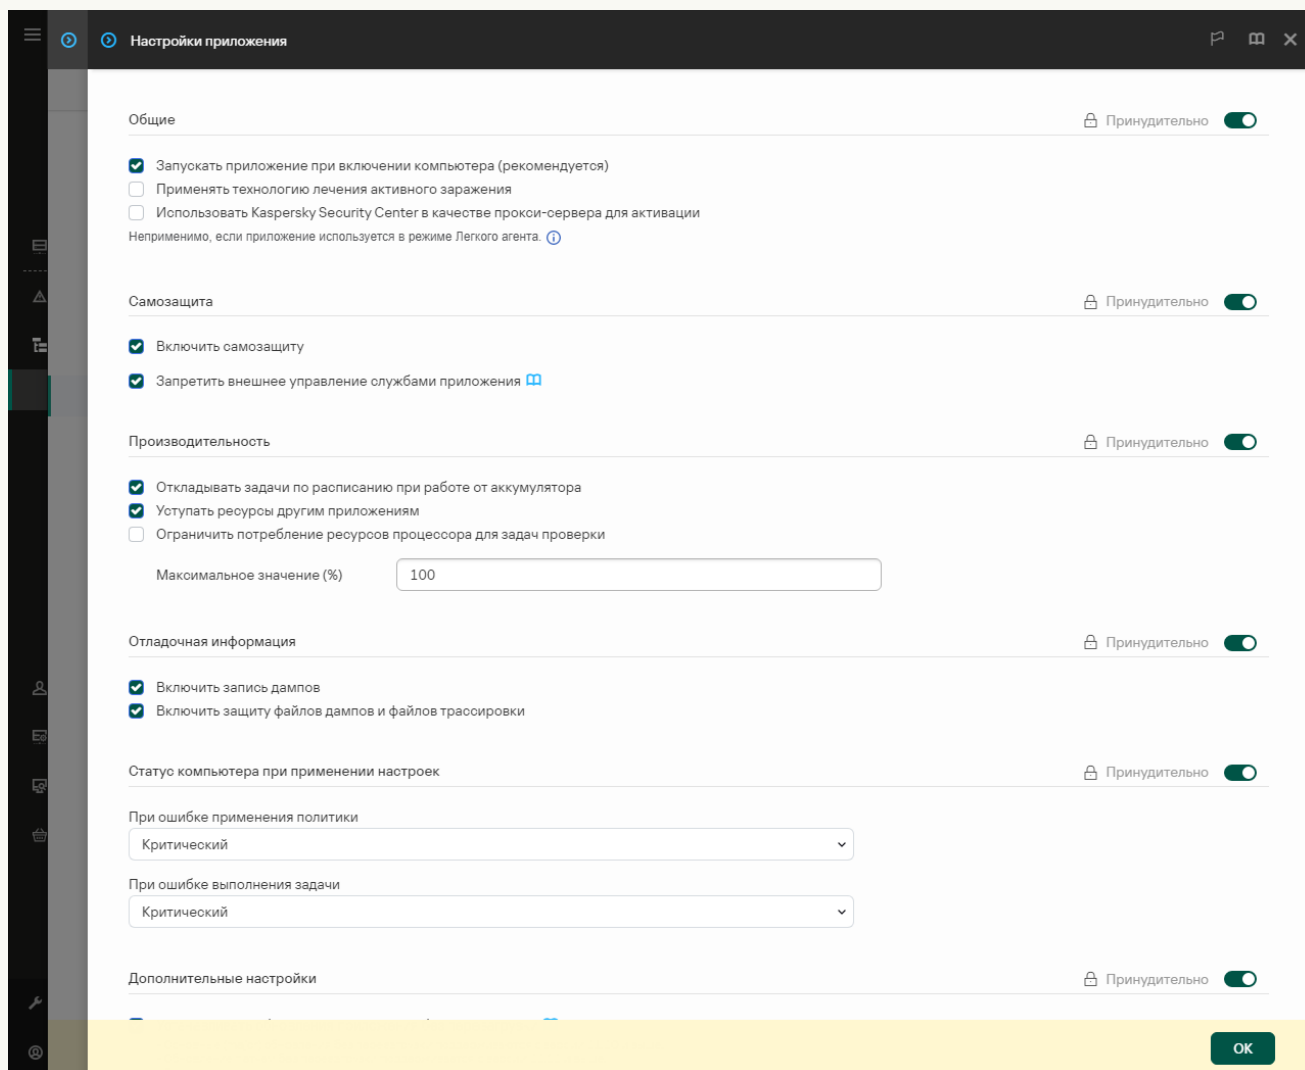 Настройки приложения
Общие
Принудительно
Запускать приложение при включении компьютера (рекомендуется)
Применять технологию лечения активного заражения
Использовать Kaspersky Security Center в качестве прокси-сервера для активации
Неприменимо, если приложение используется в режиме Легкого агента.
Самозащита
Принудительно
Включить самозащиту
Запретить внешнее управление службами приложения
Производительность
Принудительно
Откладывать задачи по расписанию при работе от аккумулятора
Уступать ресурсы другим приложениям
Ограничить потребление ресурсов процессора для задач проверки
Максимальное значение (%)
100
Отладочная информация
Принудительно
Включить запись дампов
Включить защиту файлов дампов и файлов трассировки
Статус компьютера при применении настроек
Принудительно
При ошибке применения политики
Критический
При ошибке выполнения задачи
Критический
Дополнительные настройки
Принудительно
OK